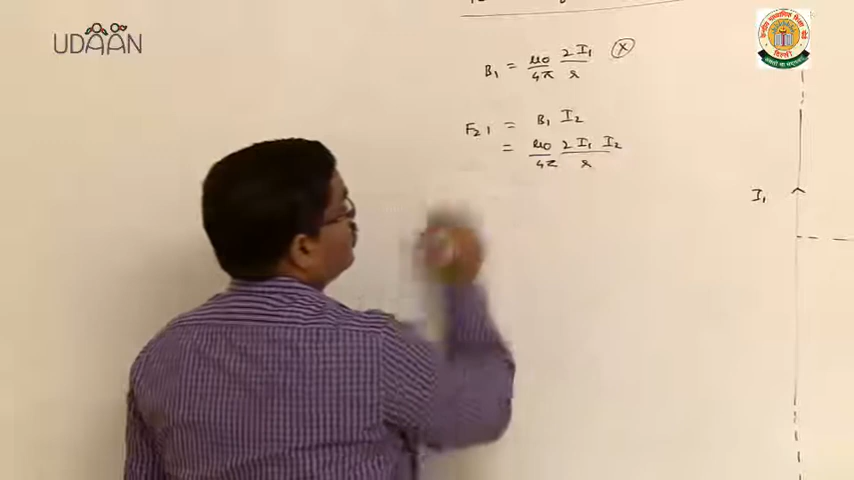 UDAAN
B₁ = μ₀/4π 2I₁/r ⊗
F₂₁ = B₁ I₂
= μ₀/4π 2I₁ I₂/r
I₁